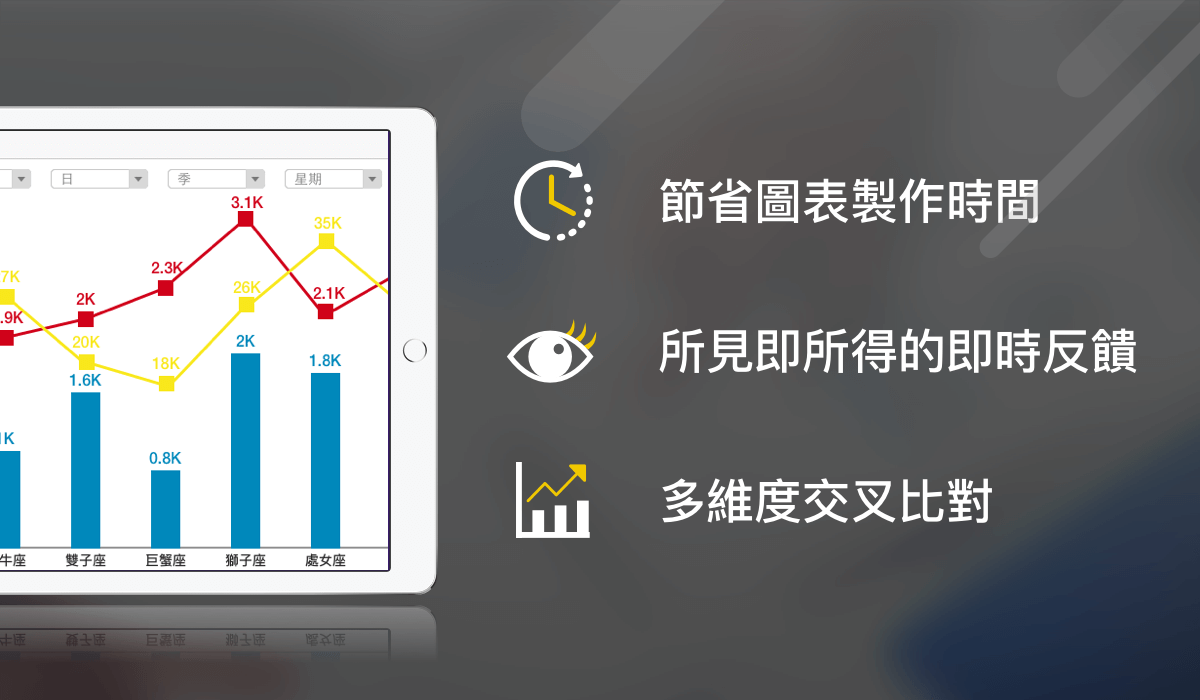 日
季
星期
3.1K
35K
2.3K
26K
7K
2K
2.1K
.9K
20K
18K
2K
1.8K
1.6K
1K
0.8K
牛座
雙子座
巨蟹座
獅子座
處女座
節省圖表製作時間
所見即所得的即時反饋
多維度交叉比對